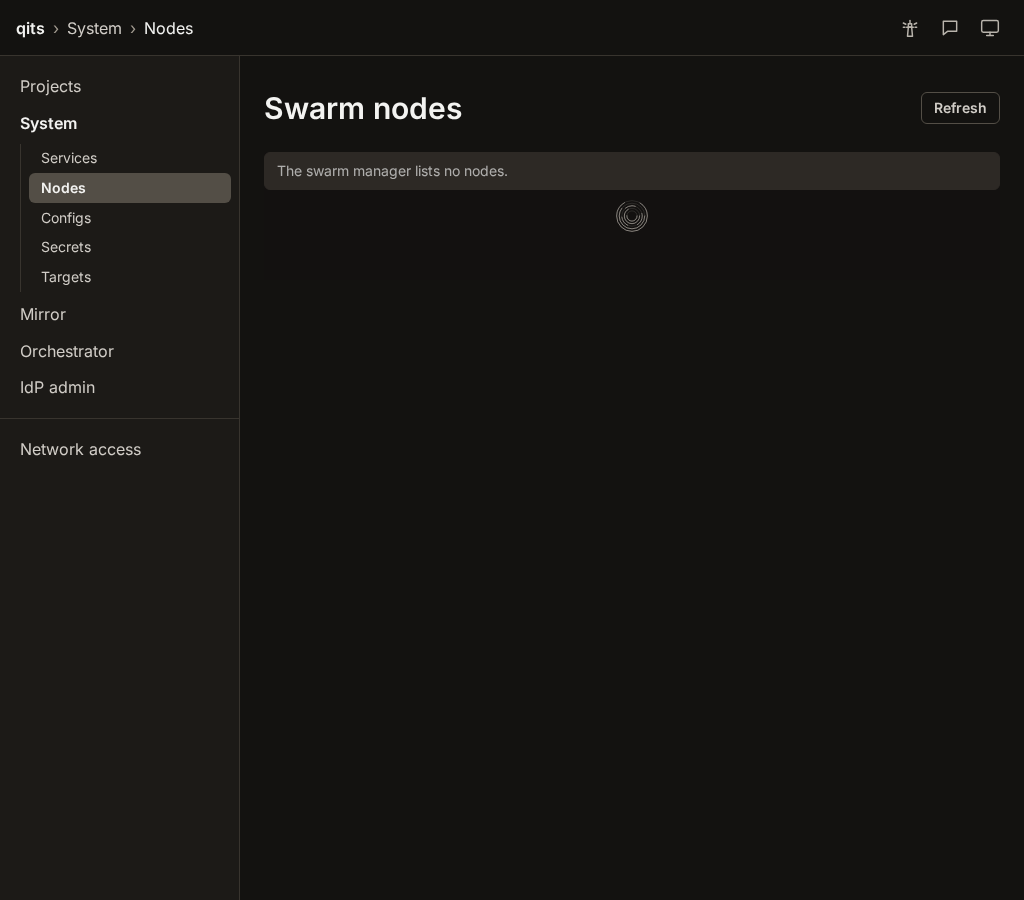 qits › System › Nodes
Projects
System
Services
Nodes
Configs
Secrets
Targets
Mirror
Orchestrator
IdP admin
Network access
Swarm nodes
Refresh
The swarm manager lists no nodes.